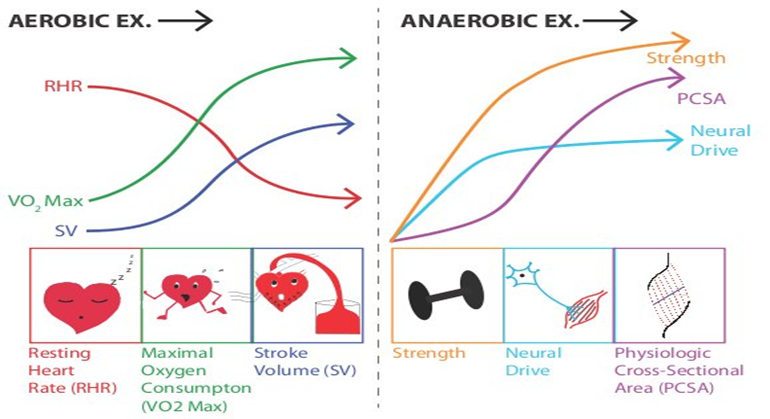 AEROBIC EX.
RHR
VO2 Max
SV
zzzzz
Resting
Heart
Rate (RHR)
Maximal
Oxygen
Consumpton
(VO2 Max)
Stroke
Volume (SV)
ANAEROBIC EX.
Strength
PCSA
Neural
Drive
Strength
Neural
Drive
Physiologic
Cross-Sectional
Area (PCSA)